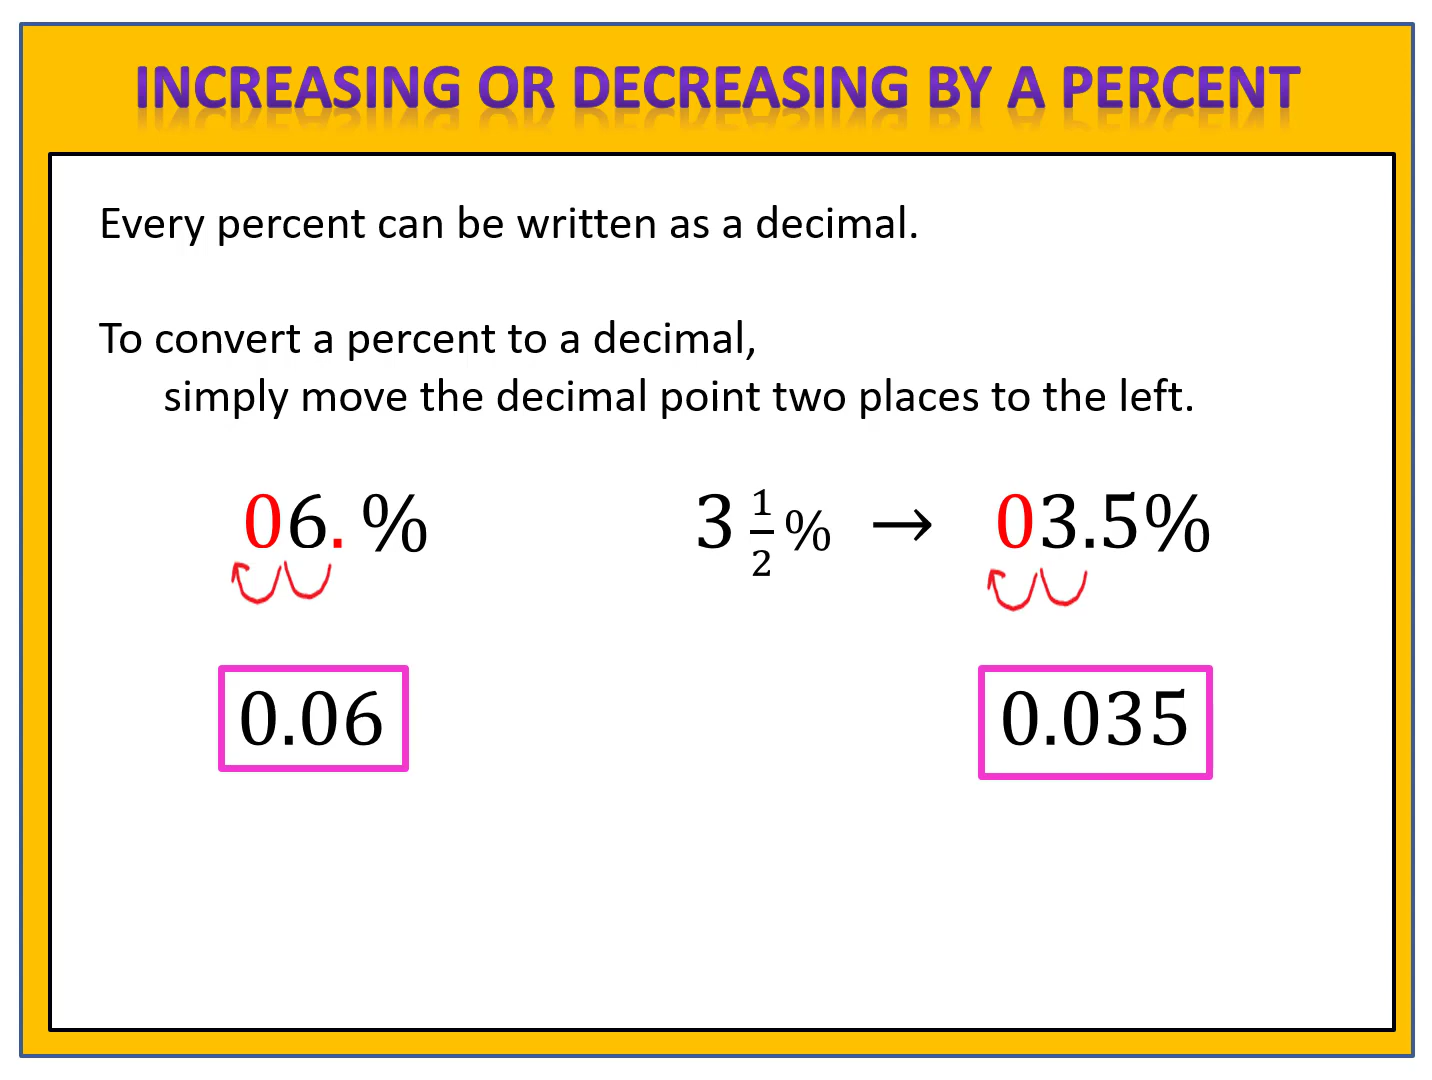 INCREASING OR DECREASING BY A PERCENT
Every percent can be written as a decimal.
To convert a percent to a decimal,
simply move the decimal point two places to the left.
06. % 3 1/2 % → 03.5%
0.06 0.035